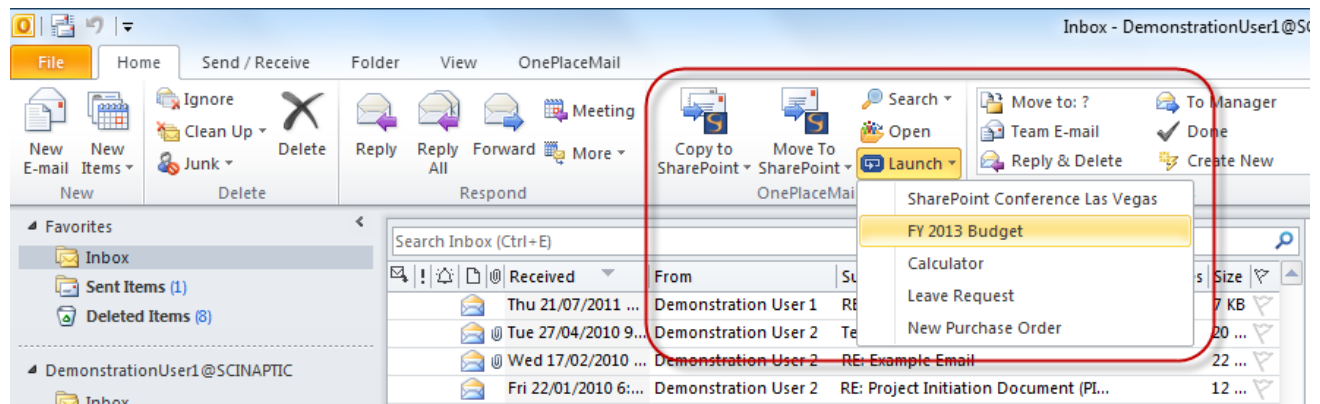 Inbox - DemonstrationUser1@SC
File Home Send / Receive Folder View OnePlaceMail
Ignore
Clean Up
Junk
New E-mail
New Items
Delete
Reply
Reply All
Forward
Meeting
More
Copy to SharePoint
Move To SharePoint
Search
Open
Launch
Move to: ?
Team E-mail
Reply & Delete
To Manager
Done
Create New
New Delete Respond OnePlaceMai
SharePoint Conference Las Vegas
FY 2013 Budget
Calculator
Leave Request
New Purchase Order
Favorites
Inbox
Sent Items (1)
Deleted Items (8)
DemonstrationUser1@SCINAPTIC
Inbox
Search Inbox (Ctrl+E)
Received From Su s Size
Thu 21/07/2011 ... Demonstration User 1 RE 7 KB
Tue 27/04/2010 9... Demonstration User 2 Te 20 ...
Wed 17/02/2010 ... Demonstration User 2 RE: Example Email 22 ...
Fri 22/01/2010 6:... Demonstration User 2 RE: Project Initiation Document (PI... 12 ...